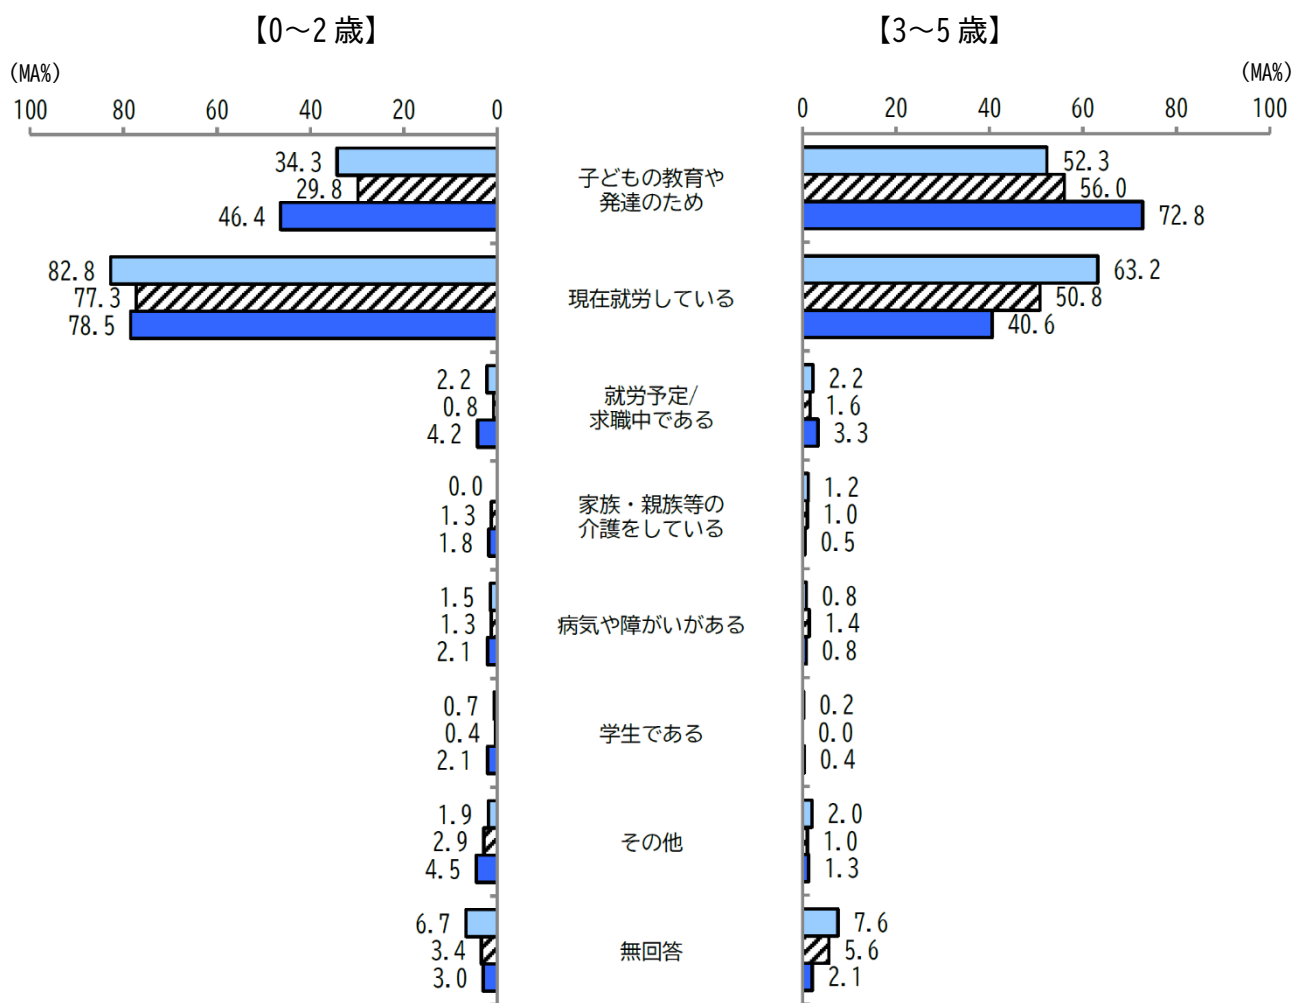 【0～2歳】
【3～5歳】
(MA%)
(MA%)
100 80 60 40 20 0
0 20 40 60 80 100
34.3
29.8
46.4
子どもの教育や
発達のため
52.3
56.0
72.8
82.8
77.3
78.5
現在就労している
63.2
50.8
40.6
2.2
0.8
4.2
就労予定/
求職中である
2.2
1.6
3.3
0.0
1.3
1.8
家族・親族等の
介護をしている
1.2
1.0
0.5
1.5
1.3
2.1
病気や障がいがある
0.8
1.4
0.8
0.7
0.4
2.1
学生である
0.2
0.0
0.4
1.9
2.9
4.5
その他
2.0
1.0
1.3
6.7
3.4
3.0
無回答
7.6
5.6
2.1